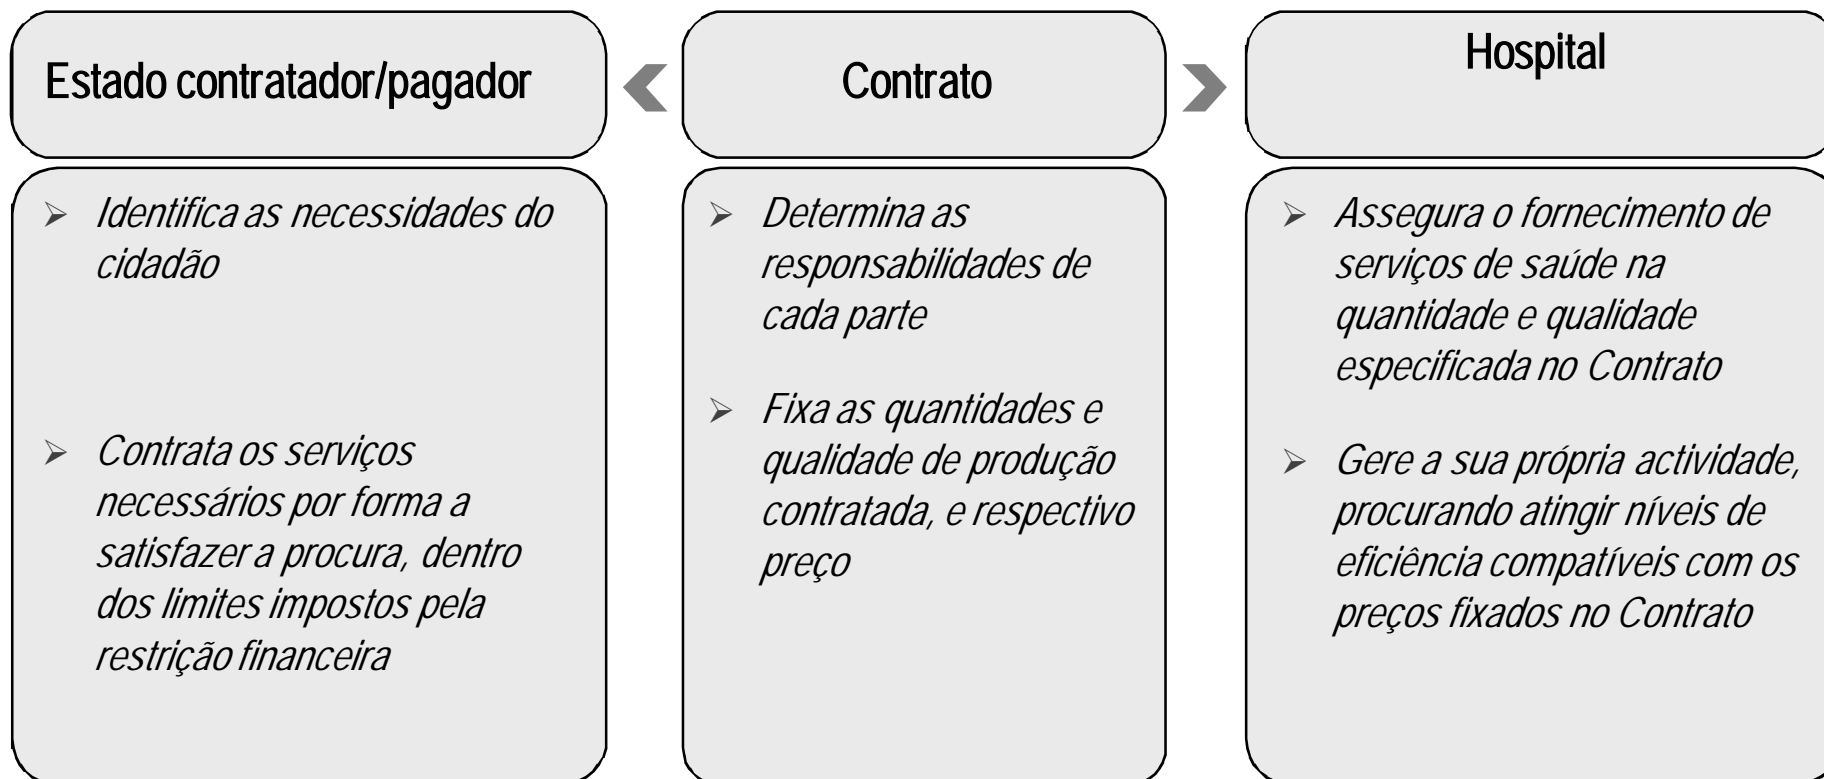 Estado contratador/pagador
Identifica as necessidades do
cidadão
Contrata os serviços
necessários por forma a
satisfazer a procura, dentro
dos limites impostos pela
restrição financeira
Contrato
Determina as
responsabilidades de
cada parte
Fixa as quantidades e
qualidade de produção
contratada, e respectivo
preço
Hospital
Assegura o fornecimento de
serviços de saúde na
quantidade e qualidade
especificada no Contrato
Gere a sua própria actividade,
procurando atingir níveis de
eficiência compatíveis com os
preços fixados no Contrato